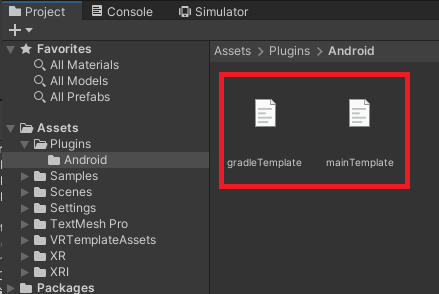 Project
Console
Simulator
Favorites
All Materials
All Models
All Prefabs
Assets
Plugins
Android
Samples
Scenes
Settings
TextMesh Pro
VRTemplateAssets
XR
XRI
Packages
Assets > Plugins > Android
gradleTemplate
mainTemplate